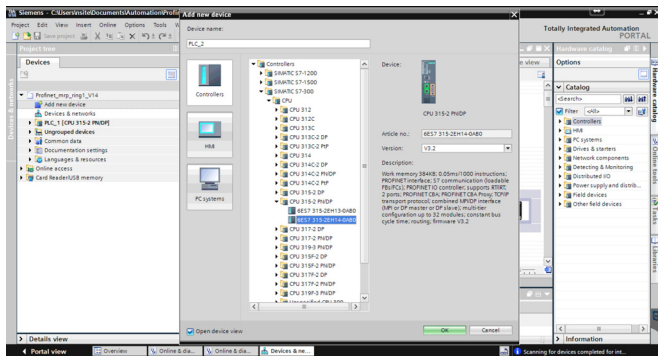 Siemens - C:\Users\nsite\Documents\Automation\Profin
Add new device
Project Edit View Insert Online Options Tools
Totally Integrated Automation
PORTAL
Save project
Device name:
PLC_2
Project tree
Devices
Profinet_mrp_ring1_V14
Add new device
Devices & networks
PLC_1 [CPU 315-2 PN/DP]
Ungrouped devices
Common data
Documentation settings
Languages & resources
Online access
Card Reader/USB memory
Details view
Devices & networks
Controllers
HMI
PC systems
Controllers
SIMATIC S7-1200
SIMATIC S7-1500
SIMATIC S7-300
CPU
CPU 312
CPU 312C
CPU 313C
CPU 313C-2 DP
CPU 313C-2 PtP
CPU 314
CPU 314C-2 DP
CPU 314C-2 PN/DP
CPU 314C-2 PtP
CPU 315-2 DP
CPU 315-2 PN/DP
6ES7 315-2EH13-0AB0
6ES7 315-2EH14-0AB0
CPU 317-2 DP
CPU 317-2 PN/DP
CPU 319-3 PN/DP
CPU 315F-2 DP
CPU 315F-2 PN/DP
CPU 317F-2 DP
CPU 317F-2 PN/DP
CPU 319F-3 PN/DP
Device:
CPU 315-2 PN/DP
Article no.: 6ES7 315-2EH14-0AB0
Version: V3.2
Description:
Work memory 384KB; 0.05ms/1000 instructions;
PROFINET interface; S7 communication (loadable
FBs/FCs); PROFINET IO controller; supports RT/IRT,
2 ports; PROFINET CBA; PROFINET CBA Proxy; TCP/IP
transport protocol; combined MPI/DP interface
(MPI or DP master or DP slave); multi-tier
configuration up to 32 modules; constant bus
cycle time; routing; firmware V3.2
Open device view
OK
Cancel
Hardware catalog
Options
Catalog
<Search>
Filter <All>
Controllers
HMI
PC systems
Drives & starters
Network components
Detecting & Monitoring
Distributed I/O
Power supply and distrib...
Field devices
Other field devices
Information
Hardware catalog
Online tools
Tasks
Libraries
Portal view
Overview
Online & dia...
Online & dia...
Devices & ne...
Scanning for devices completed for int...